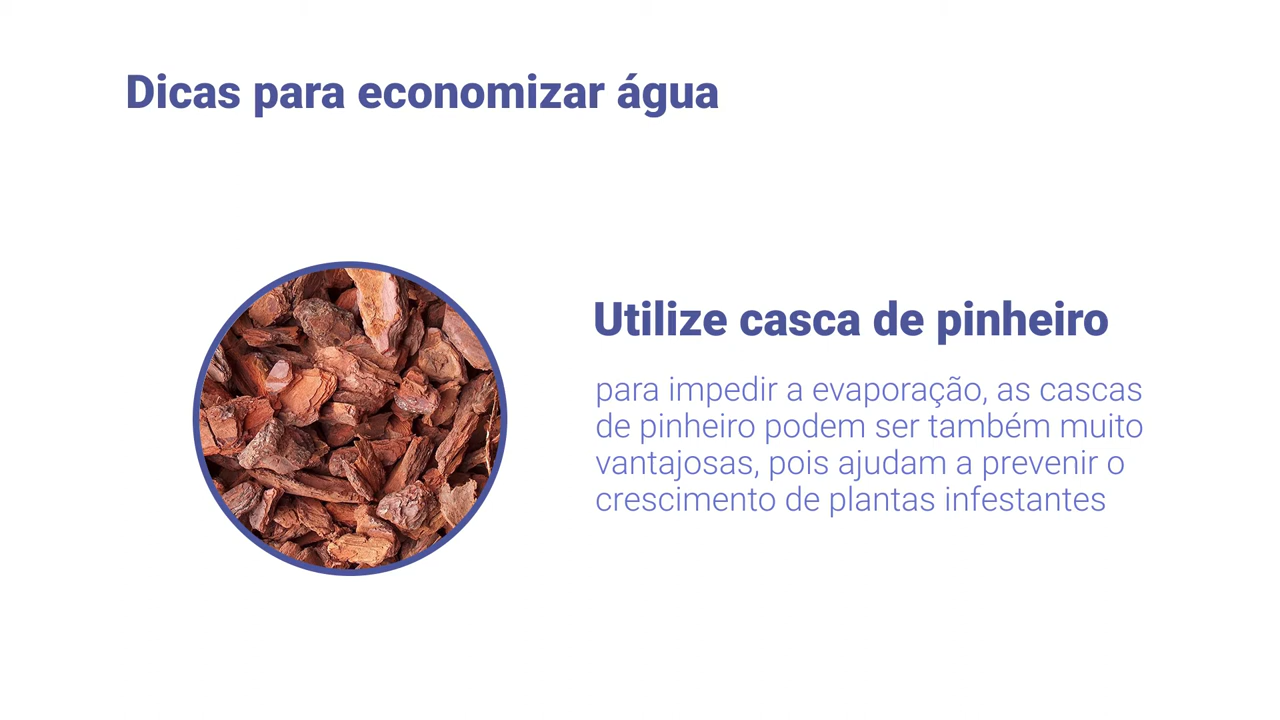 Dicas para economizar água
Utilize casca de pinheiro
para impedir a evaporação, as cascas
de pinheiro podem ser também muito
vantajosas, pois ajudam a prevenir o
crescimento de plantas infestantes